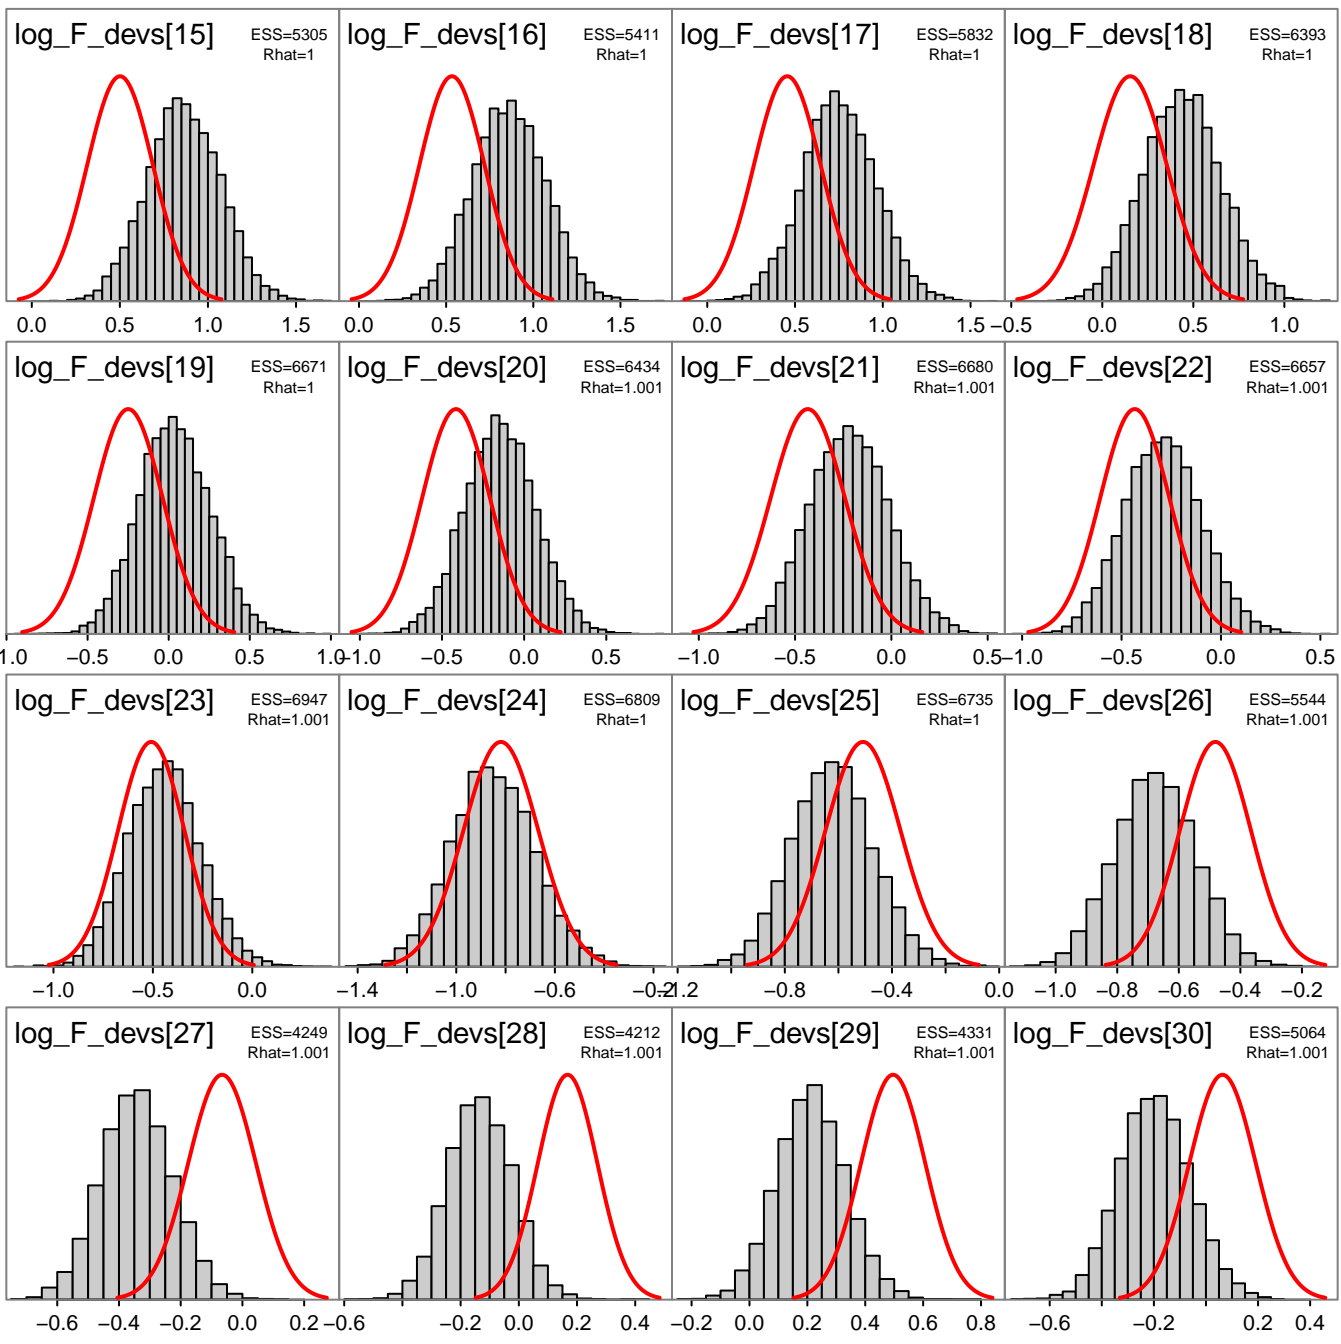 log_F_devs[15] ESS=5305 log_F_devs[16] ESS=5411 log_F_devs[17] ESS=5832 log_F_devs[18] ESS=6393
Rhat=1 Rhat=1 Rhat=1 Rhat=1
0.0 0.5 1.0 1.5 0.0 0.5 1.0 1.5 0.0 0.5 1.0 1.5 −0.5 0.0 0.5 1.0
log_F_devs[19] ESS=6671 log_F_devs[20] ESS=6434 log_F_devs[21] ESS=6680 log_F_devs[22] ESS=6657
Rhat=1 Rhat=1.001 Rhat=1.001 Rhat=1.001
1.0 −0.5 0.0 0.5 1.0 −1.0 −0.5 0.0 0.5 −1.0 −0.5 0.0 0.5 −1.0 −0.5 0.0 0.5
log_F_devs[23] ESS=6947 log_F_devs[24] ESS=6809 log_F_devs[25] ESS=6735 log_F_devs[26] ESS=5544
Rhat=1.001 Rhat=1 Rhat=1 Rhat=1.001
−1.0 −0.5 0.0 −1.4 −1.0 −0.6 −0.2 1.2 −0.8 −0.4 0.0 −1.0 −0.8 −0.6 −0.4 −0.2
log_F_devs[27] ESS=4249 log_F_devs[28] ESS=4212 log_F_devs[29] ESS=4331 log_F_devs[30] ESS=5064
Rhat=1.001 Rhat=1.001 Rhat=1.001 Rhat=1.001
−0.6 −0.4 −0.2 0.0 0.2 −0.6 −0.2 0.0 0.2 0.4 −0.2 0.0 0.2 0.4 0.6 0.8 −0.6 −0.2 0.2 0.4